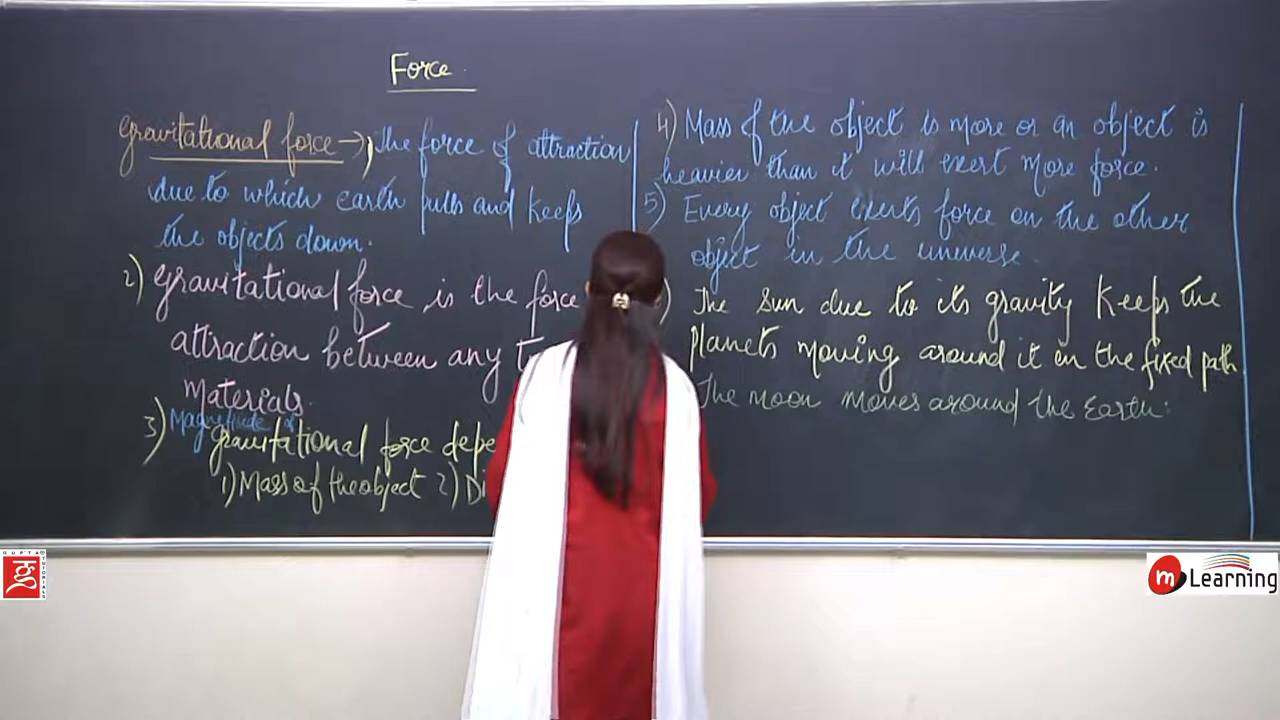 Force.
Gravitational force → 1) The force of attraction
due to which earth pulls and keeps
the objects down.
2) Gravitational force is the force
attraction between any
Materials.
3) Magnitude of
gravitational force
1) Mass of the object 2)
4) Mass of the object is more or an object is
heavier than it will exert more force.
5) Every object exerts force on the other
object in the universe.
The sun due to its gravity keeps the
planets moving around it in the fixed path.
The moon moves around the Earth.
GUPTA TUTORIALS
m Learning